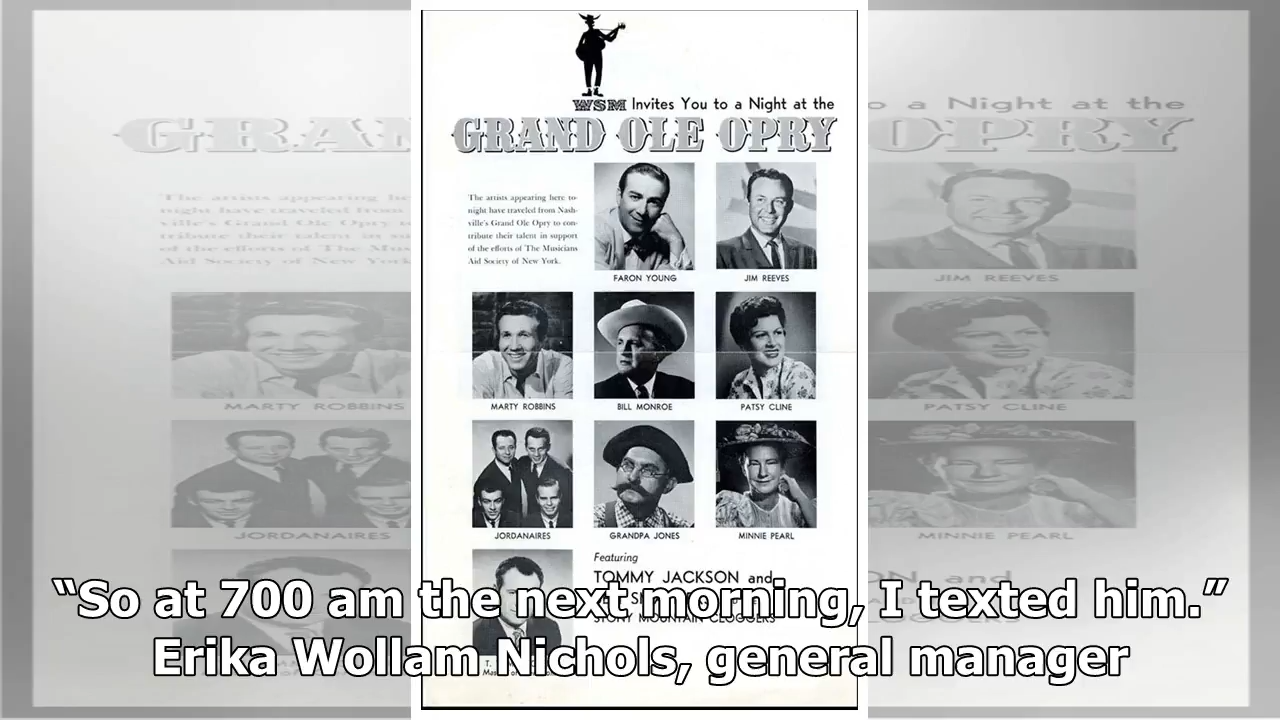 WSM Invites You to a Night at the
GRAND OLE OPRY
The artists appearing here to-
night have traveled from Nash-
ville's Grand Ole Opry to con-
tribute their talent in support
of the efforts of The Musicians
Aid Society of New York.
FARON YOUNG
JIM REEVES
MARTY ROBBINS
BILL MONROE
PATSY CLINE
JORDANAIRES
GRANDPA JONES
MINNIE PEARL
Featuring
TOMMY JACKSON and
STONY MOUNTAIN CLOGGERS
“So at 700 am the next morning, I texted him.”
Erika Wollam Nichols, general manager